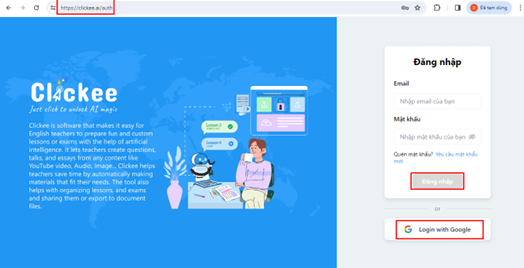 https://clickee.ai/auth
Đã tạm dừng
Clickee
Just click to unlock AI magic
Clickee is software that makes it easy for
English teachers to prepare fun and custom
lessons or exams with the help of artificial
intelligence. It lets teachers create questions,
talks, and essays from any content like
YouTube video, Audio, Image... Clickee helps
teachers save time by automatically making
materials that fit their needs. The tool also
helps with organizing lessons, and exams
and sharing them or export to document
files.
Đăng nhập
Email
Nhập email của bạn
Mật khẩu
Nhập mật khẩu của bạn
Quên mật khẩu? Yêu cầu mật khẩu
mới
Đăng nhập
or
Login with Google